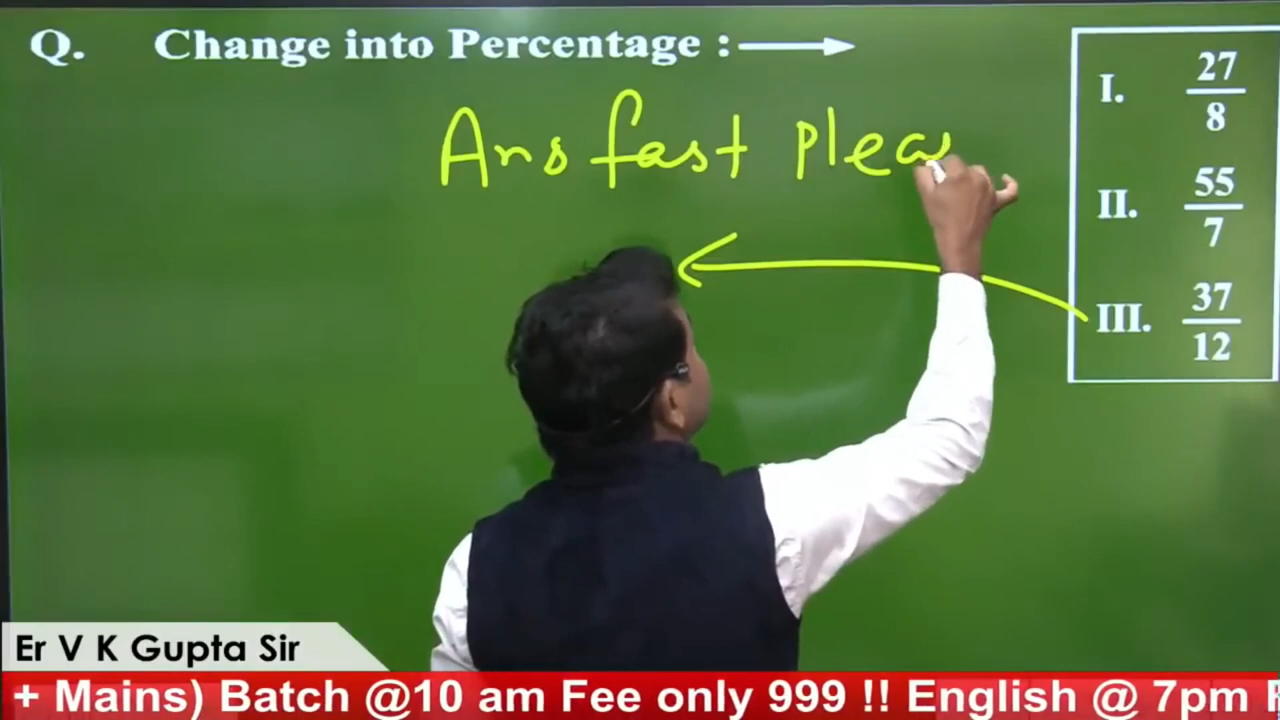 Q. Change into Percentage :
I. 27/8
Ans fast
II. 55/7
III. 37/12
Er V K Gupta Sir
+ Mains) Batch @10 am Fee only 999 !! English @ 7pm